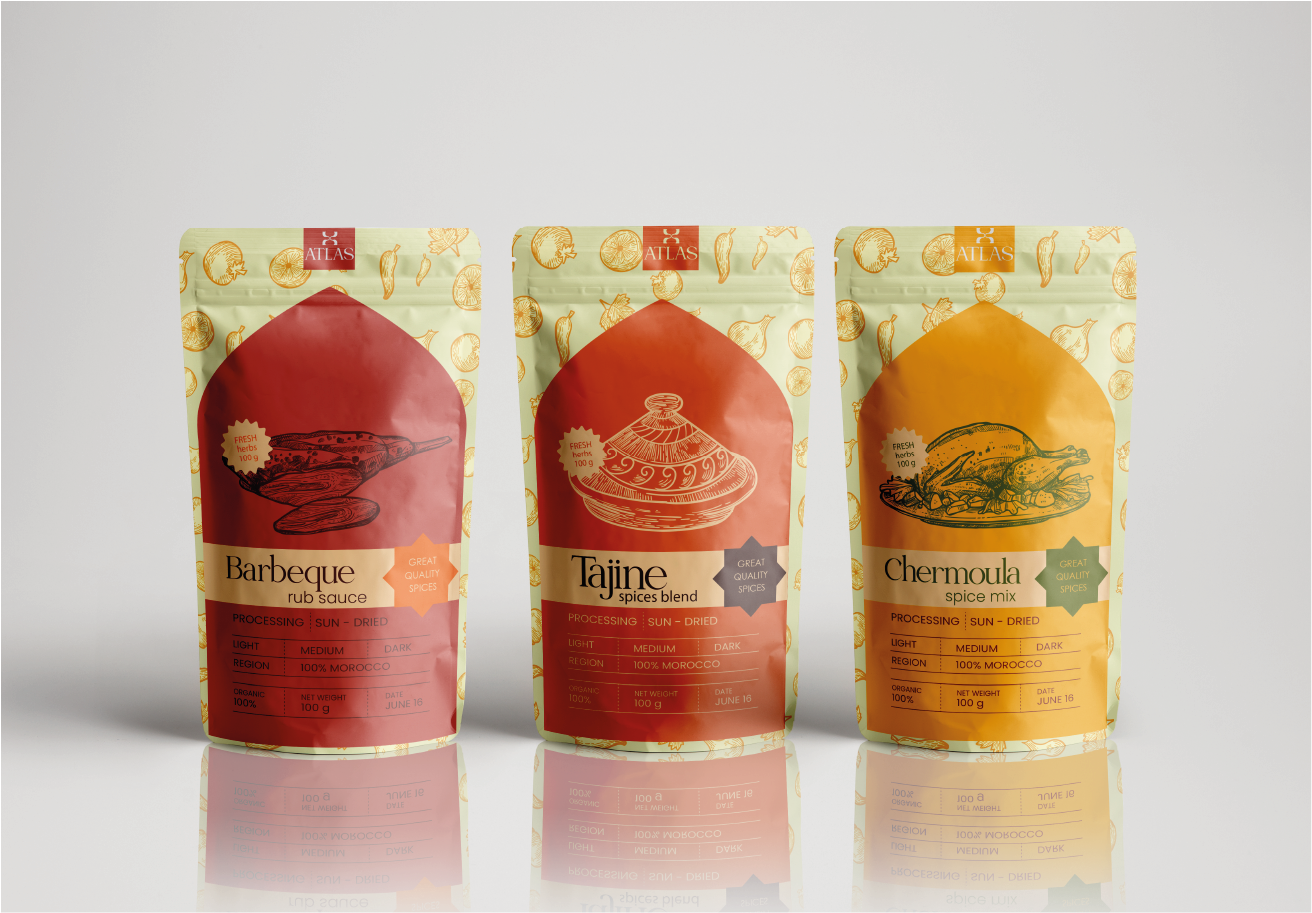 ATLAS
FRESH
herbs
100 g
Barbeque
rub sauce
GREAT
QUALITY
SPICES
PROCESSING SUN - DRIED
LIGHT MEDIUM DARK
REGION 100% MOROCCO
ORGANIC NET WEIGHT DATE
100% 100 g JUNE 16
ATLAS
FRESH
herbs
100 g
Tajine
spices blend
GREAT
QUALITY
SPICES
PROCESSING SUN - DRIED
LIGHT MEDIUM DARK
REGION 100% MOROCCO
ORGANIC NET WEIGHT DATE
100% 100 g JUNE 16
ATLAS
FRESH
herbs
100 g
Chermoula
spice mix
GREAT
QUALITY
SPICES
PROCESSING SUN - DRIED
LIGHT MEDIUM DARK
REGION 100% MOROCCO
ORGANIC NET WEIGHT DATE
100% 100 g JUNE 16